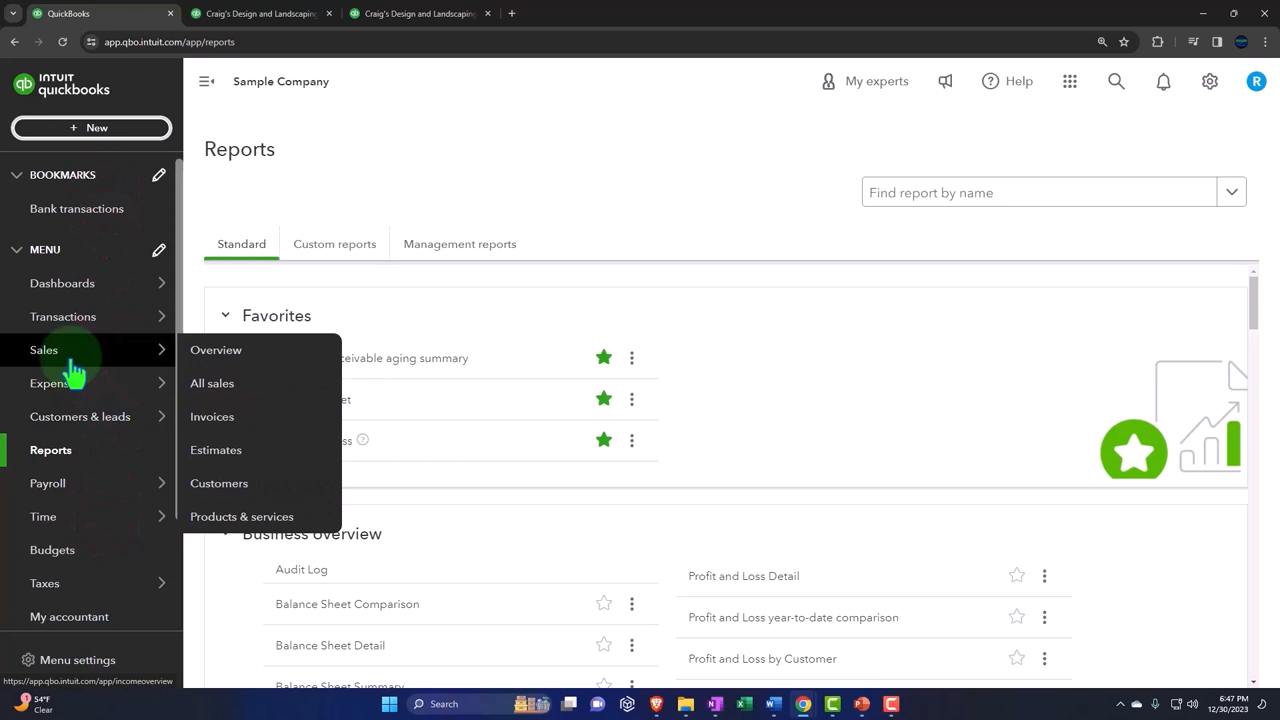 QuickBooks
Craig's Design and Landscaping
Craig's Design and Landscaping
app.qbo.intuit.com/app/reports
INTUIT
quickbooks
Sample Company
My experts
Help
R
+ New
Reports
BOOKMARKS
Find report by name
Bank transactions
Standard
Custom reports
Management reports
MENU
Dashboards
Transactions
Favorites
Sales
Overview
All sales
Invoices
Estimates
Customers
Products & services
aging summary
Customers & leads
Reports
Payroll
Time
Budgets
Taxes
My accountant
Menu settings
Business overview
Audit Log
Balance Sheet Comparison
Balance Sheet Detail
Balance Sheet Summary
Profit and Loss Detail
Profit and Loss year-to-date comparison
Profit and Loss by Customer
https://app.qbo.intuit.com/app/incomeoverview
54°F
Clear
Search
6:47 PM
12/30/2023